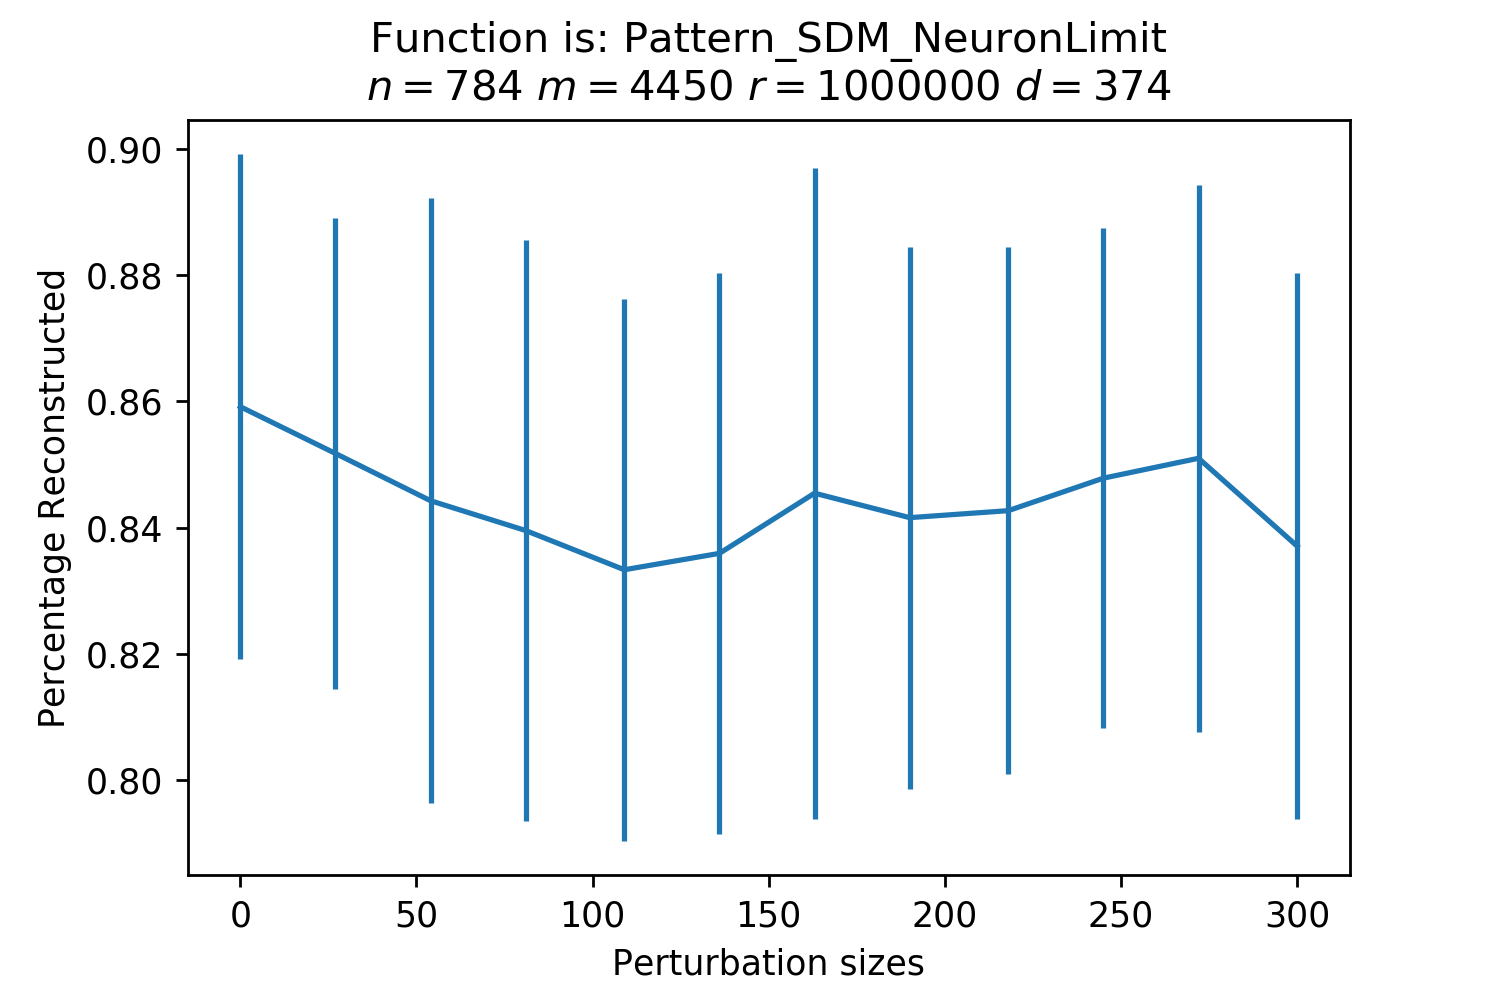 Function is: Pattern_SDM_NeuronLimit
n = 784 m = 4450 r = 1000000 d = 374
0.90
0.88
0.86
0.84
0.82
0.80
Percentage Reconstructed
0 50 100 150 200 250 300
Perturbation sizes